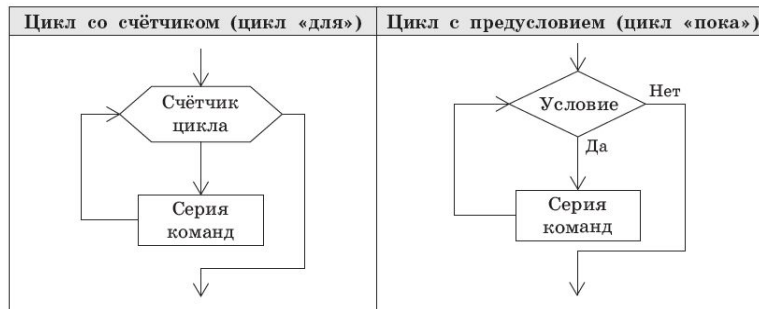 Цикл со счётчиком (цикл «для»)
Цикл с предусловием (цикл «пока»)
Счётчик
цикла
Серия
команд
Условие
Нет
Да
Серия
команд